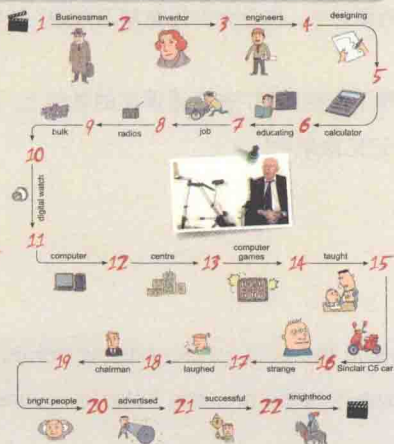 1 Businessman 2 inventor 3 engineers 4 designing
5
bulk 9 radios 8 job 7 educating 6 calculator
10
digital watch
11
computer 12 centre 13 computer games 14 taught 15
19 chairman 18 laughed 17 strange 16 Sinclair C5 car
bright people 20 advertised 21 successful 22 knighthood